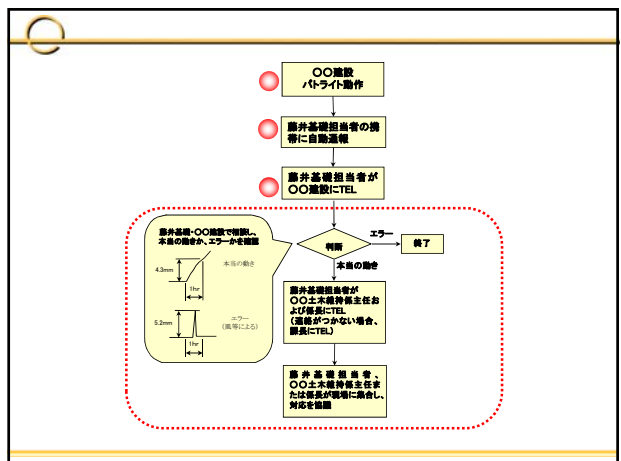 〇〇建設
パトライト動作
藤井基礎担当者の携
帯に自動通報
藤井基礎担当者が
〇〇建設にTEL
藤井基礎・〇〇建設で相談し、
本当の動きか、エラーかを確認
4.3mm
本当の動き
1hr
5.2mm
エラー
(風等による)
1hr
判断
エラー
終了
本当の動き
藤井基礎担当者が
〇〇土木維持係主任お
よび係長にTEL
(連絡がつかない場合、
課長にTEL)
藤井基礎担当者、
〇〇土木維持係主任ま
たは係長が現場に集合し、
対応を協議